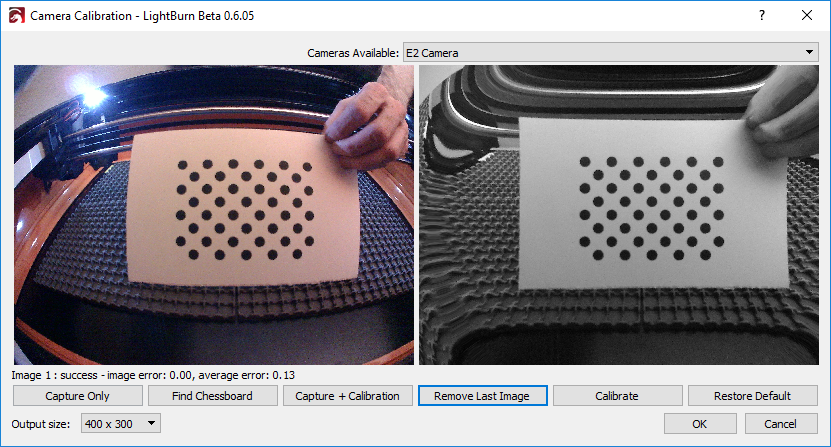 Camera Calibration - LightBurn Beta 0.6.05
Cameras Available: E2 Camera
Image 1 : success - image error: 0.00, average error: 0.13
Capture Only Find Chessboard Capture + Calibration Remove Last Image Calibrate Restore Default
Output size: 400 x 300 OK Cancel